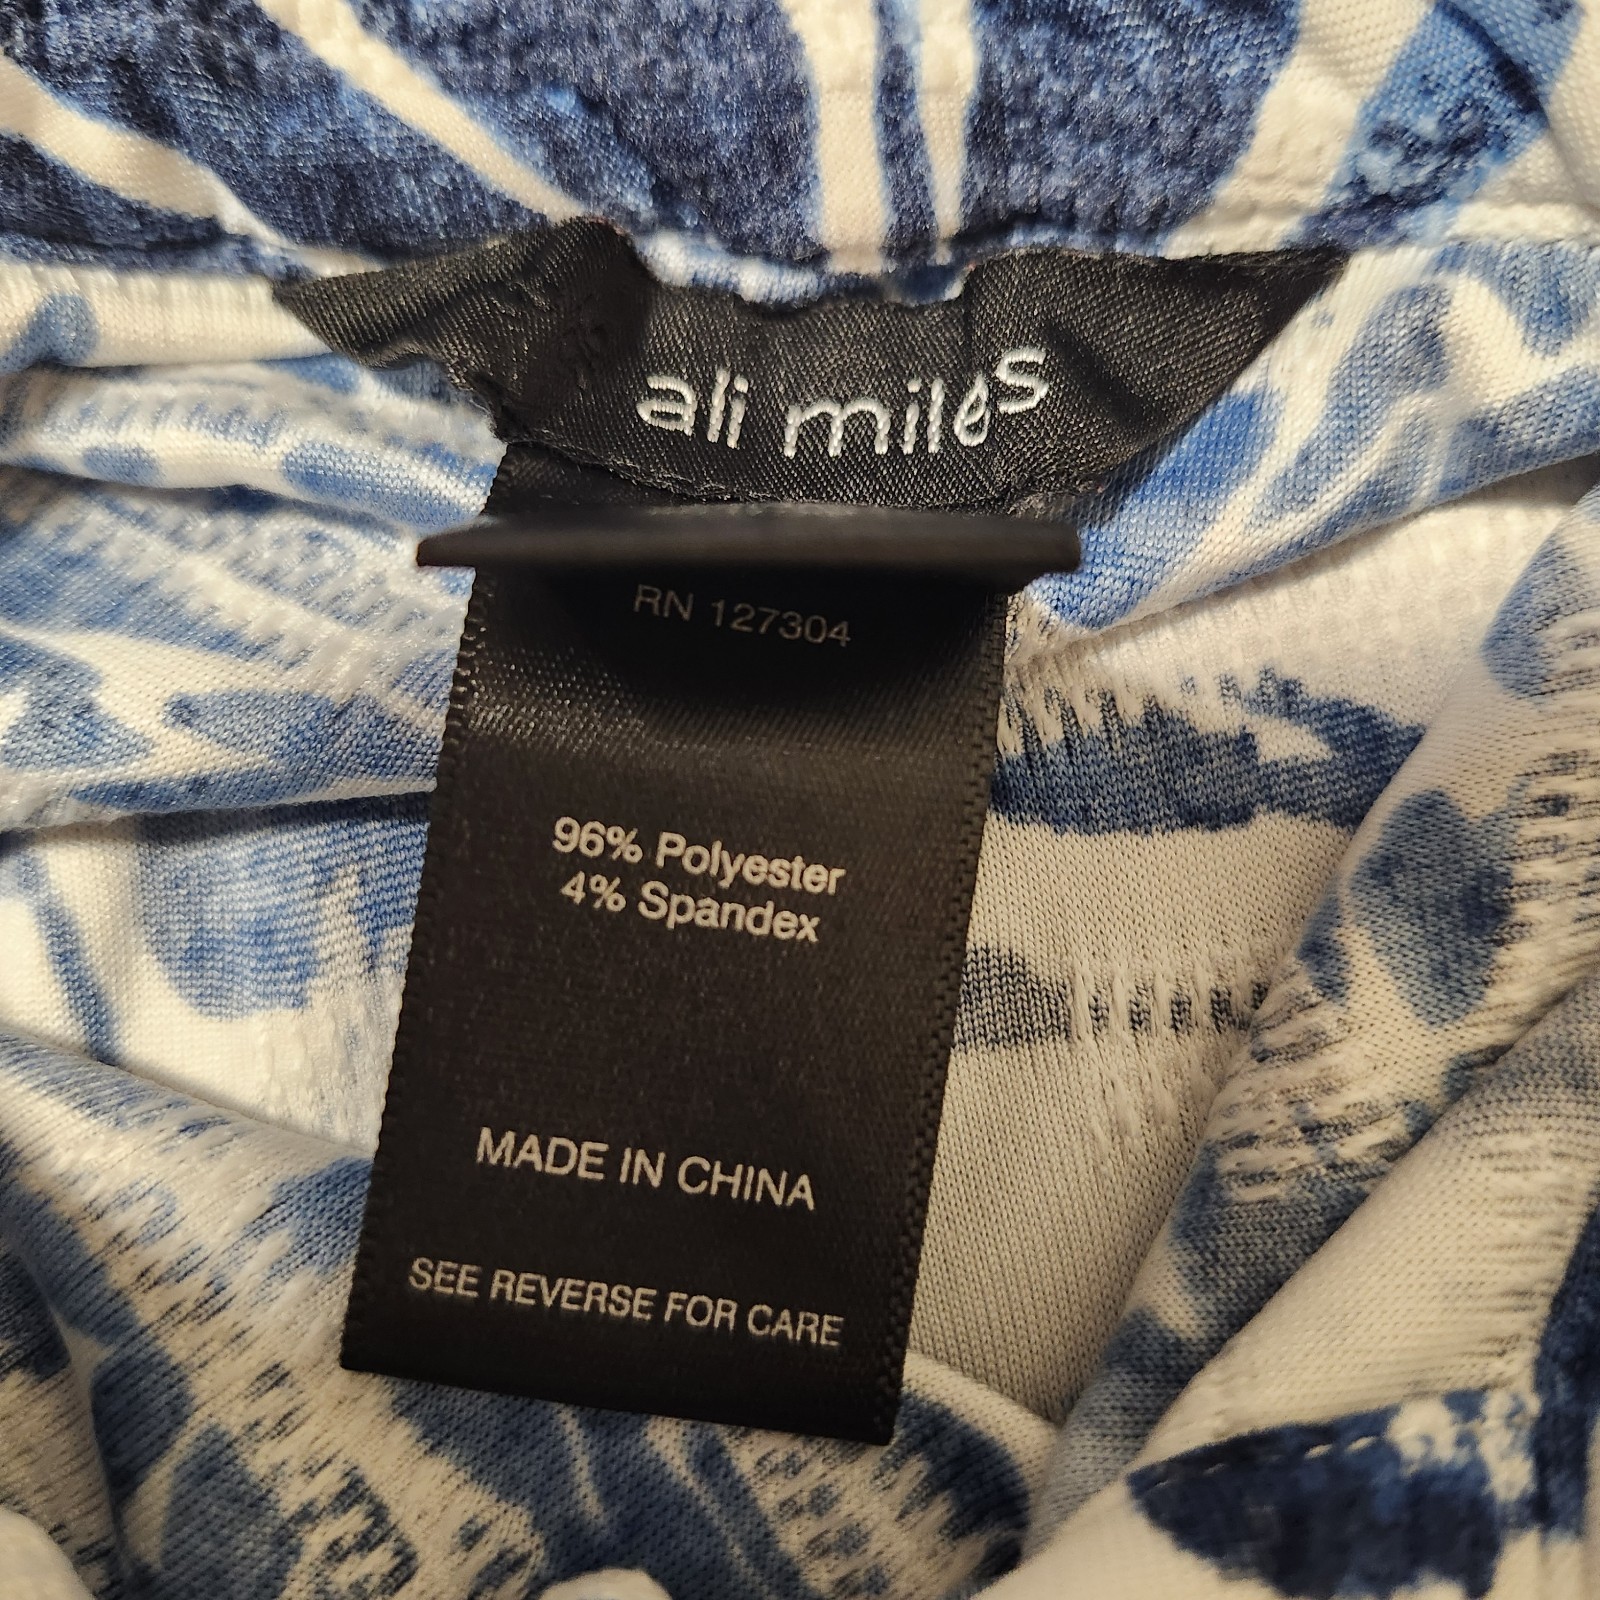 ali miles
RN 127304
96% Polyester
4% Spandex
MADE IN CHINA
SEE REVERSE FOR CARE